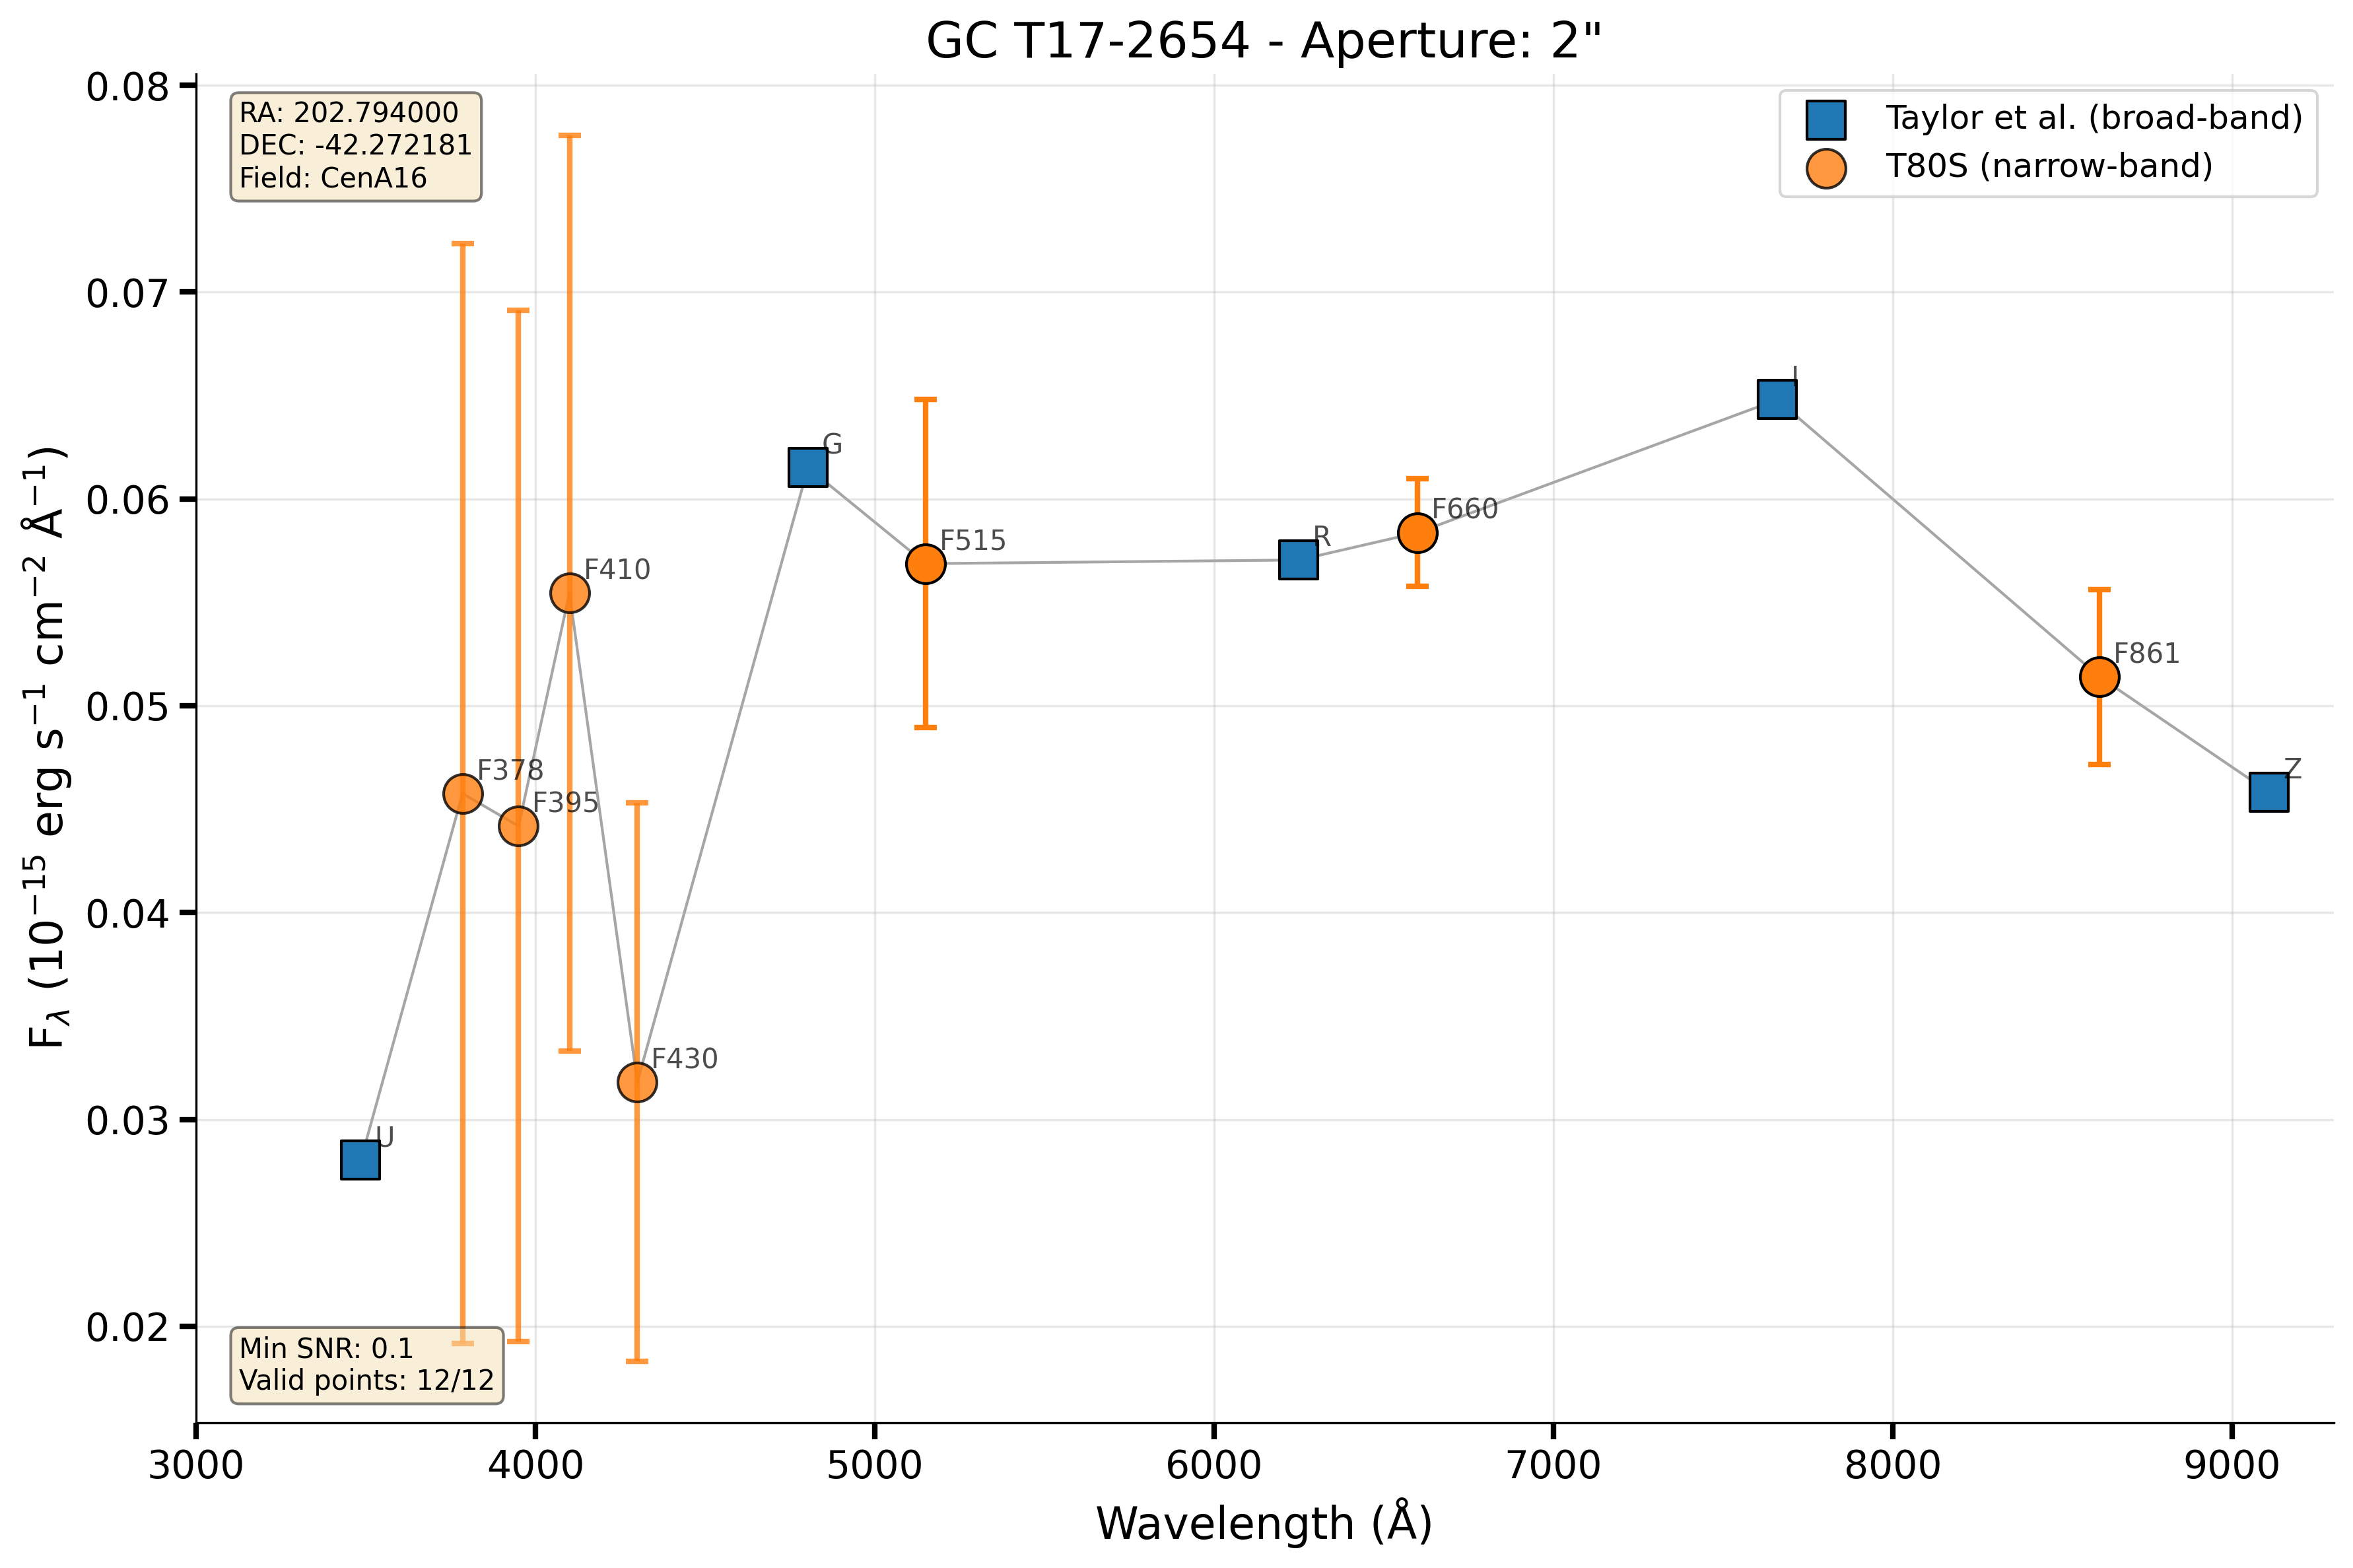 GC T17-2654 - Aperture: 2"
RA: 202.794000
DEC: -42.272181
Field: CenA16
Taylor et al. (broad-band)
T80S (narrow-band)
0.08
0.07
0.06
0.05
0.04
0.03
0.02
F_λ (10⁻¹⁵ erg s⁻¹ cm⁻² Å⁻¹)
I
G
F515
R
F660
F410
F861
F378
F395
Z
F430
U
Min SNR: 0.1
Valid points: 12/12
3000 4000 5000 6000 7000 8000 9000
Wavelength (Å)